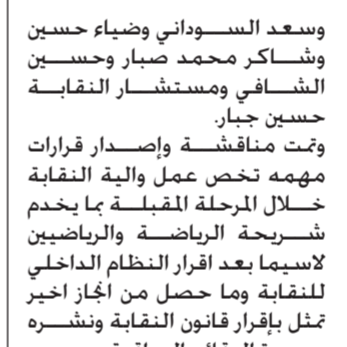 وسعد السوداني وضياء حسين
وشاكر محمد صبار وحسين
الشافي ومستشار النقابة
حسين جبار.
وتمت مناقشة وإصدار قرارات
مهمه تخص عمل والية النقابة
خلال المرحلة المقبلة بما يخدم
شريحة الرياضة والرياضيين
لاسيما بعد اقرار النظام الداخلي
للنقابة وما حصل من انجاز اخير
تمثل بإقرار قانون النقابة ونشره